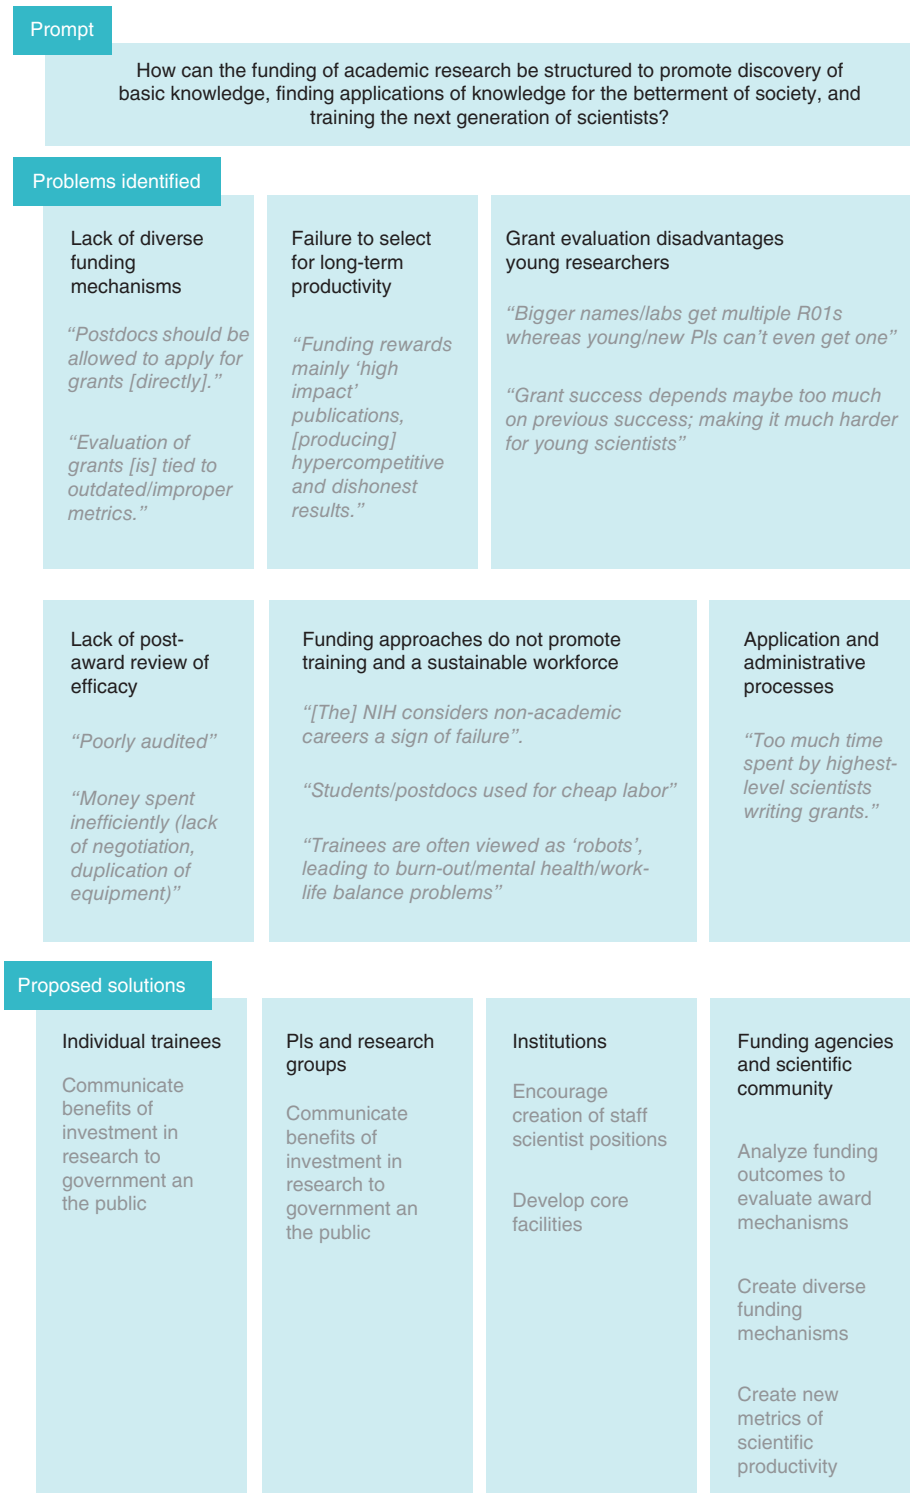 Prompt
How can the funding of academic research be structured to promote discovery of
basic knowledge, finding applications of knowledge for the betterment of society, and
training the next generation of scientists?
Problems identified
Lack of diverse
funding
mechanisms
“Postdocs should be
allowed to apply for
grants [directly].”
“Evaluation of
grants [is] tied to
outdated/improper
metrics.”
Failure to select
for long-term
productivity
“Funding rewards
mainly ‘high
impact’
publications,
[producing]
hypercompetitive
and dishonest
results.”
Grant evaluation disadvantages
young researchers
“Bigger names/labs get multiple R01s
whereas young/new PIs can’t even get one”
“Grant success depends maybe too much
on previous success; making it much harder
for young scientists”
Lack of post-
award review of
efficacy
“Poorly audited”
“Money spent
inefficiently (lack
of negotiation,
duplication of
equipment)”
Funding approaches do not promote
training and a sustainable workforce
“[The] NIH considers non-academic
careers a sign of failure”.
“Students/postdocs used for cheap labor”
“Trainees are often viewed as ‘robots’,
leading to burn-out/mental health/work-
life balance problems”
Application and
administrative
processes
“Too much time
spent by highest-
level scientists
writing grants.”
Proposed solutions
Individual trainees
Communicate
benefits of
investment in
research to
government an
the public
PIs and research
groups
Communicate
benefits of
investment in
research to
government an
the public
Institutions
Encourage
creation of staff
scientist positions
Develop core
facilities
Funding agencies
and scientific
community
Analyze funding
outcomes to
evaluate award
mechanisms
Create diverse
funding
mechanisms
Create new
metrics of
scientific
productivity